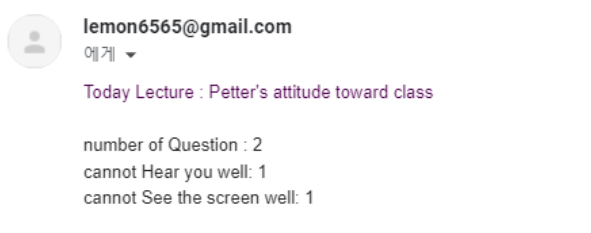 lemon6565@gmail.com
에게
Today Lecture : Petter's attitude toward class
number of Question : 2
cannot Hear you well: 1
cannot See the screen well: 1